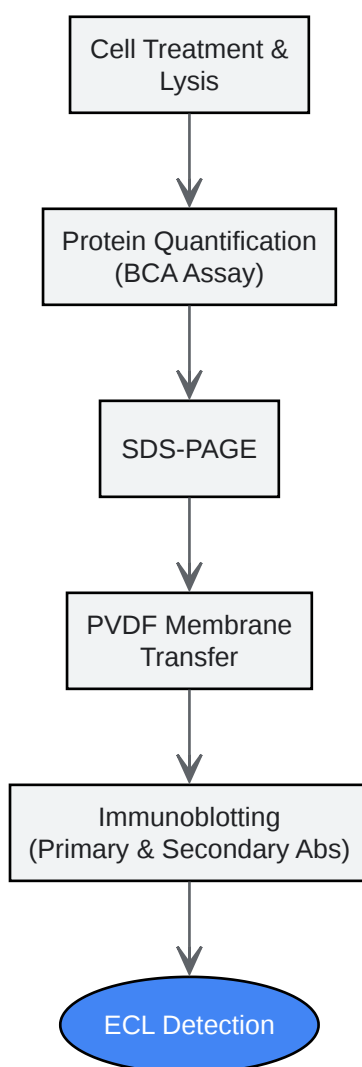 Cell Treatment &
Lysis
Protein Quantification
(BCA Assay)
SDS-PAGE
PVDF Membrane
Transfer
Immunoblotting
(Primary & Secondary Abs)
ECL Detection